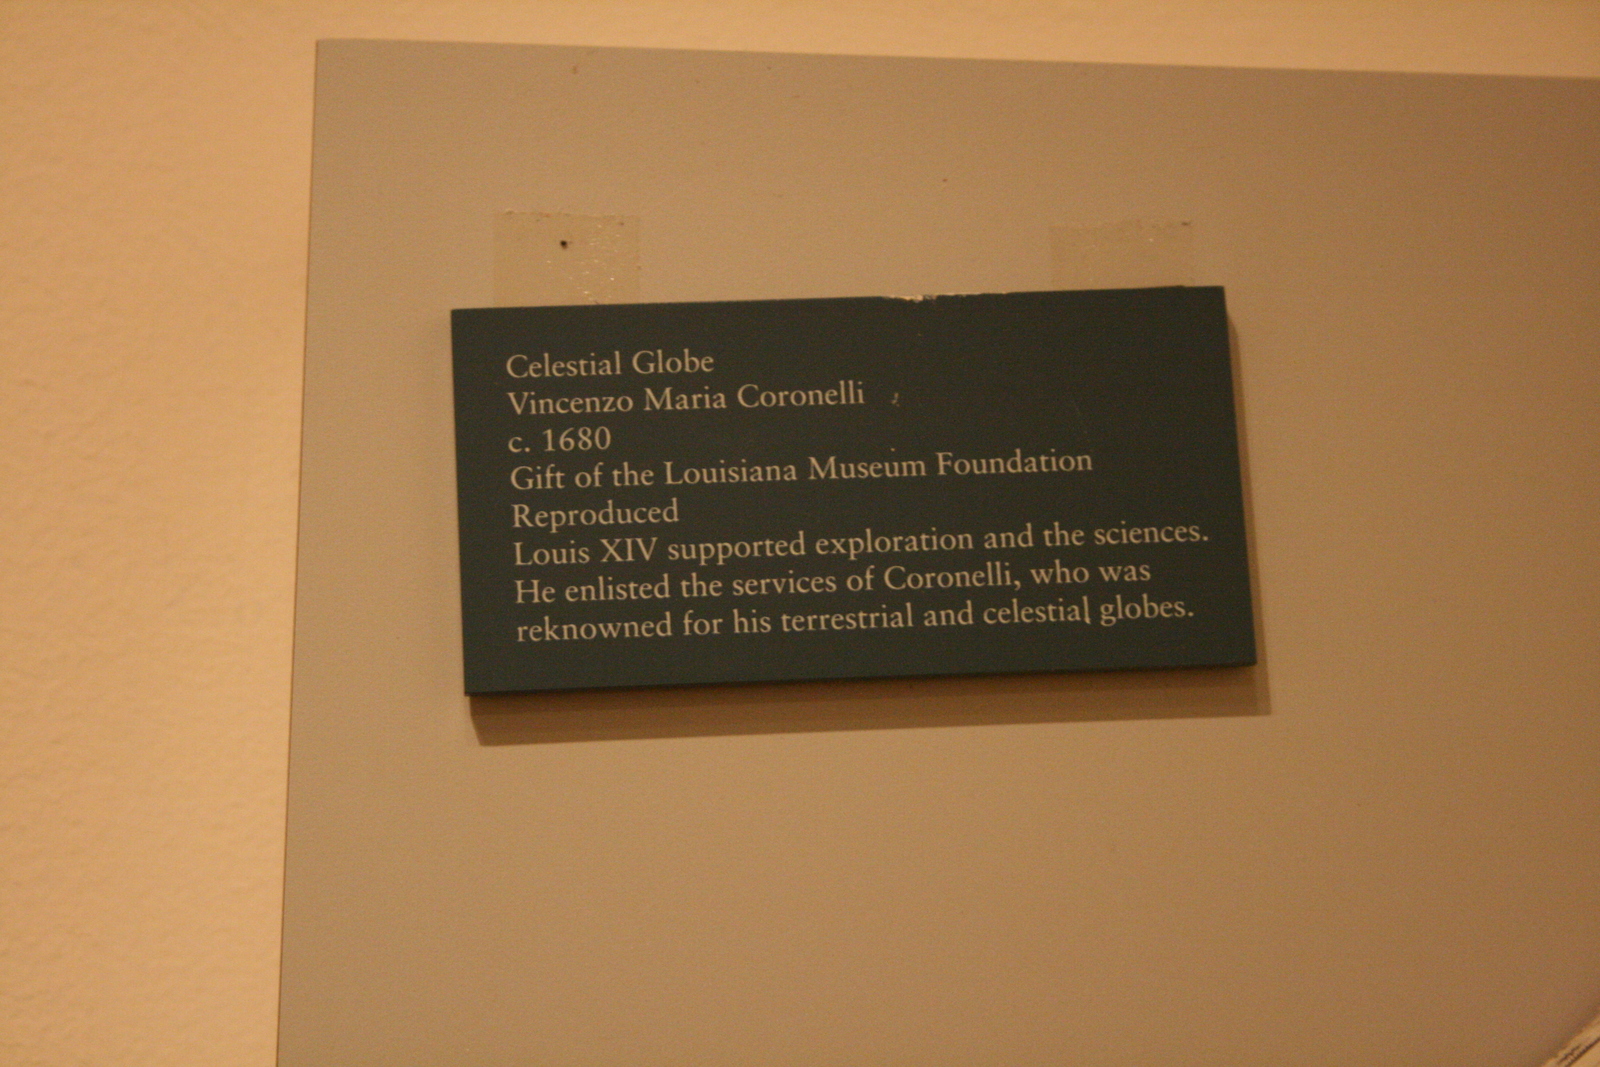 Celestial Globe
Vincenzo Maria Coronelli
c. 1680
Gift of the Louisiana Museum Foundation
Reproduced
Louis XIV supported exploration and the sciences.
He enlisted the services of Coronelli, who was
reknowned for his terrestrial and celestial globes.